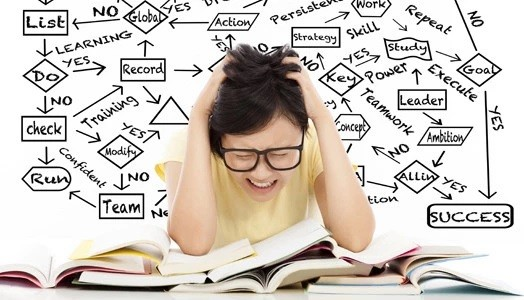 NO
Global
YES
Action
Persistent
Work
Repeat
NO
List
LEARNING
Strategy
Skill
Study
Goal
Do
YES
Record
Key
YES
Power
Execute
NO
Training
Leader
YES
check
Teamwork
Concept
Ambition
NO
YES
Modify
NO
Confident
Run
NO
Allin
YES
Team
SUCCESS